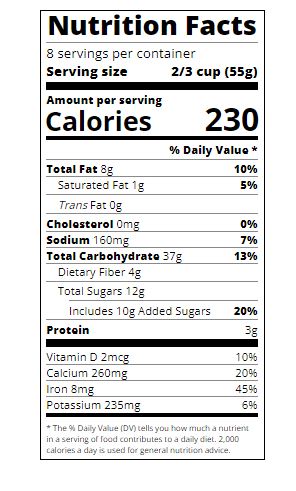 Nutrition Facts
8 servings per container
Serving size 2/3 cup (55g)
Amount per serving
Calories 230
% Daily Value *
Total Fat 8g 10%
Saturated Fat 1g 5%
Trans Fat 0g
Cholesterol 0mg 0%
Sodium 160mg 7%
Total Carbohydrate 37g 13%
Dietary Fiber 4g
Total Sugars 12g
Includes 10g Added Sugars 20%
Protein 3g
Vitamin D 2mcg 10%
Calcium 260mg 20%
Iron 8mg 45%
Potassium 235mg 6%
* The % Daily Value (DV) tells you how much a nutrient
in a serving of food contributes to a daily diet. 2,000
calories a day is used for general nutrition advice.